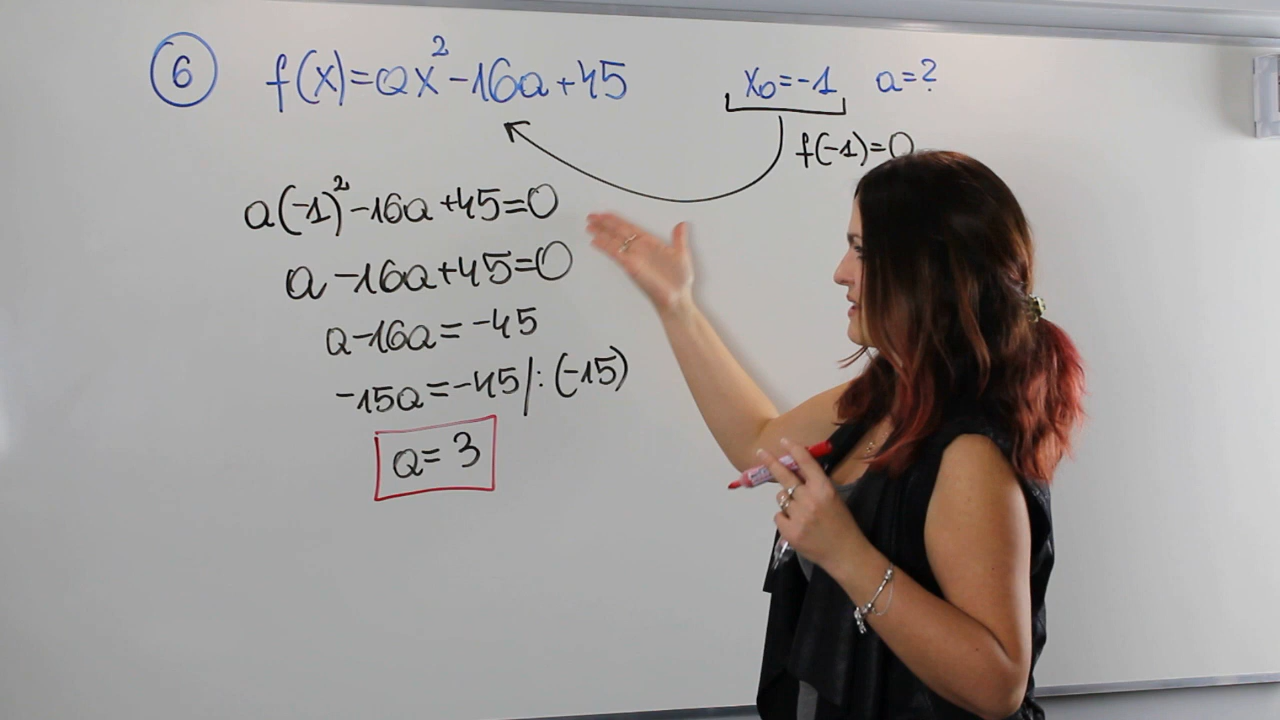 6 f(x)=ax²-16a+45 x₀=-1 a=?
f(-1)=0
a(-1)²-16a+45=0
a-16a+45=0
a-16a=-45
-15a=-45/:(-15)
a=3